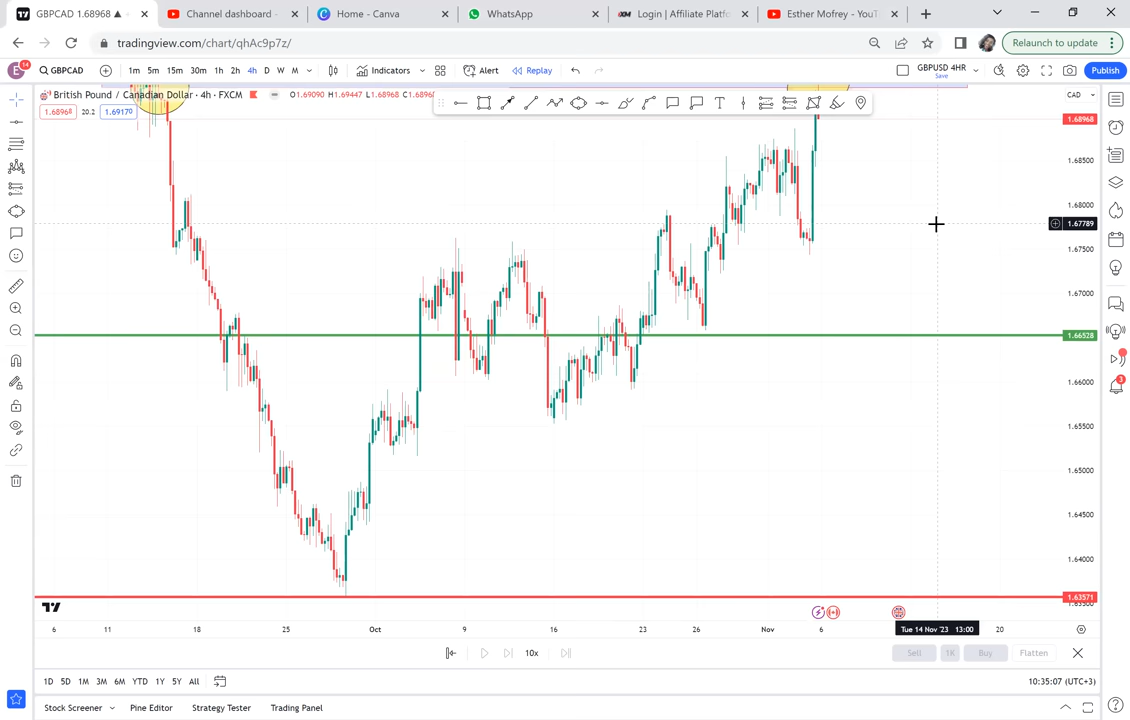 GBPCAD 1.68968 ▲
Channel dashboard
Home - Canva
WhatsApp
Login | Affiliate Platf
Esther Mofrey - YouT
tradingview.com/chart/qhAc9p7z/
Relaunch to update
E
14
GBPCAD
1m 5m 15m 30m 1h 2h 4h D W M
Indicators
Alert
Replay
GBPUSD 4HR
Save
Publish
British Pound / Canadian Dollar · 4h · FXCM
O1.69090 H1.69447 L1.68968 C1.68968
CAD
1.68968
20.2
1.69170
1.68968
1.68500
1.68000
1.67789
1.67500
1.67000
1.66528
1.66000
1.65500
1.65000
1.64500
1.64000
1.63571
3
6 11 18 25 Oct 9 16 23 26 Nov 6 Tue 14 Nov '23 13:00 20
10x
Sell 1K Buy Flatten
1D 5D 1M 3M 6M YTD 1Y 5Y All
10:35:07 (UTC+3)
Stock Screener Pine Editor Strategy Tester Trading Panel